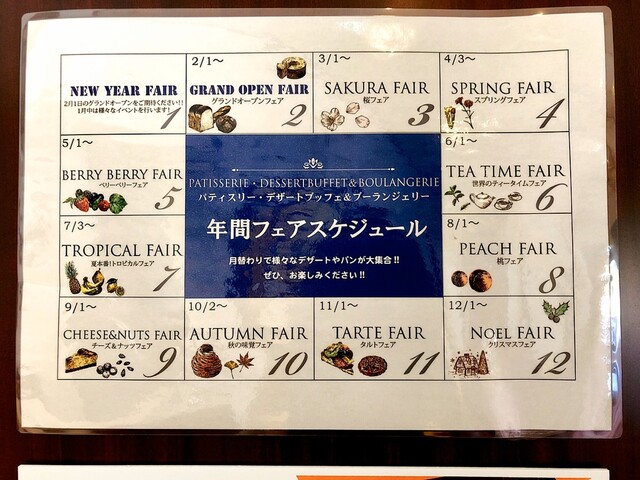 NEW YEAR FAIR
2月1日のグランドオープンをご期待ください!!
1月中は様々なイベントを行います!
1
2/1〜
GRAND OPEN FAIR
グランドオープンフェア
2
3/1〜
SAKURA FAIR
桜フェア
3
4/3〜
SPRING FAIR
スプリングフェア
4
5/1〜
BERRY BERRY FAIR
ベリーベリーフェア
5
PATISSERIE・DESSERTBUFFET&BOULANGERIE
パティスリー・デザートブッフェ&ブーランジェリー
年間フェアスケジュール
月替わりで様々なデザートやパンが大集合!!
ぜひ、お楽しみください!!
6/1〜
TEA TIME FAIR
世界のティータイムフェア
6
7/3〜
TROPICAL FAIR
夏本番!トロピカルフェア
7
8/1〜
PEACH FAIR
桃フェア
8
9/1〜
CHEESE&NUTS FAIR
チーズ&ナッツフェア
9
10/2〜
AUTUMN FAIR
秋の味覚フェア
10
11/1〜
TARTE FAIR
タルトフェア
11
12/1〜
NOEL FAIR
クリスマスフェア
12